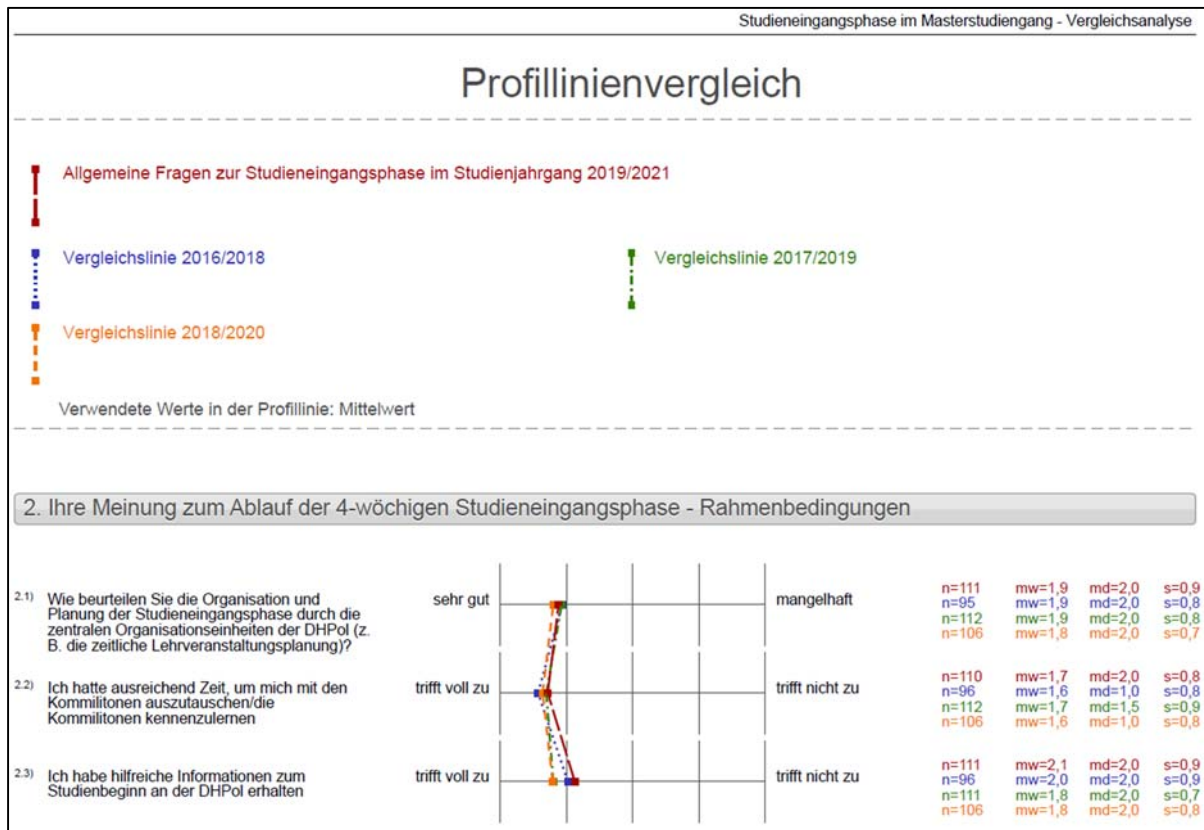 Studieneingangsphase im Masterstudiengang - Vergleichsanalyse
Profillinienvergleich
Allgemeine Fragen zur Studieneingangsphase im Studienjahrgang 2019/2021
Vergleichslinie 2016/2018
Vergleichslinie 2017/2019
Vergleichslinie 2018/2020
Verwendete Werte in der Profillinie: Mittelwert
2. Ihre Meinung zum Ablauf der 4-wöchigen Studieneingangsphase - Rahmenbedingungen
2.1) Wie beurteilen Sie die Organisation und
Planung der Studieneingangsphase durch die
zentralen Organisationseinheiten der DHPol (z.
B. die zeitliche Lehrveranstaltungsplanung)?
sehr gut
mangelhaft
n=111 mw=1,9 md=2,0 s=0,9
n=95 mw=1,9 md=2,0 s=0,8
n=112 mw=1,9 md=2,0 s=0,8
n=106 mw=1,8 md=2,0 s=0,7
2.2) Ich hatte ausreichend Zeit, um mich mit den
Kommilitonen auszutauschen/die
Kommilitonen kennenzulernen
trifft voll zu
trifft nicht zu
n=110 mw=1,7 md=2,0 s=0,8
n=96 mw=1,6 md=1,0 s=0,8
n=112 mw=1,7 md=1,5 s=0,9
n=106 mw=1,6 md=1,0 s=0,8
2.3) Ich habe hilfreiche Informationen zum
Studienbeginn an der DHPol erhalten
trifft voll zu
trifft nicht zu
n=111 mw=2,1 md=2,0 s=0,9
n=96 mw=2,0 md=2,0 s=0,9
n=111 mw=1,8 md=2,0 s=0,7
n=106 mw=1,8 md=2,0 s=0,8